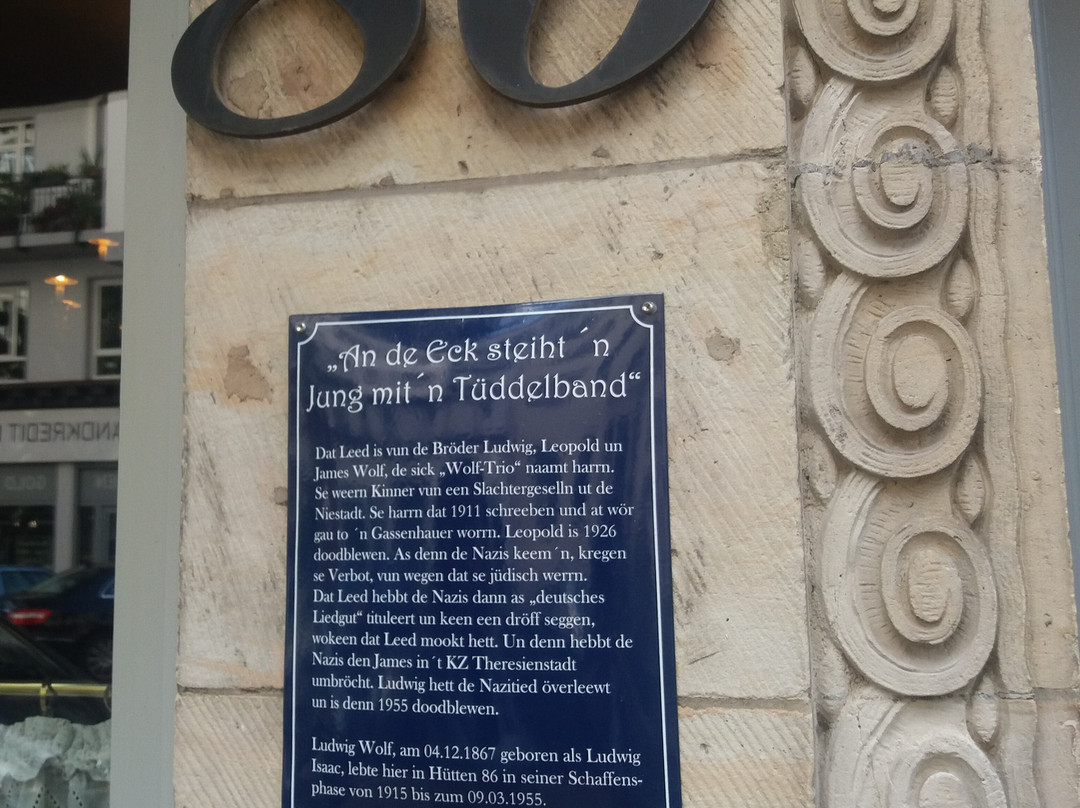 86
„An de Eck steiht ´n
Jung mit ´n Tüddelband“
Dat Leed is vun de Bröder Ludwig, Leopold un
James Wolf, de sick „Wolf-Trio“ naamt harrn.
Se weern Kinner vun een Slachtergeselln ut de
Niestadt. Se harrn dat 1911 schreeben und at wör
gau to ´n Gassenhauer worrn. Leopold is 1926
doodblewen. As denn de Nazis keem´n, kregen
se Verbot, vun wegen dat se jüdisch werrn.
Dat Leed hebbt de Nazis dann as „deutsches
Liedgut“ tituleert un keen een dröff seggen,
wokeen dat Leed mookt hett. Un denn hebbt de
Nazis den James in´t KZ Theresienstadt
umbröcht. Ludwig hett de Nazitied överleewt
un is denn 1955 doodblewen.
Ludwig Wolf, am 04.12.1867 geboren als Ludwig
Isaac, lebte hier in Hütten 86 in seiner Schaffens-
phase von 1915 bis zum 09.03.1955.
ANDKREDIT
GOLD